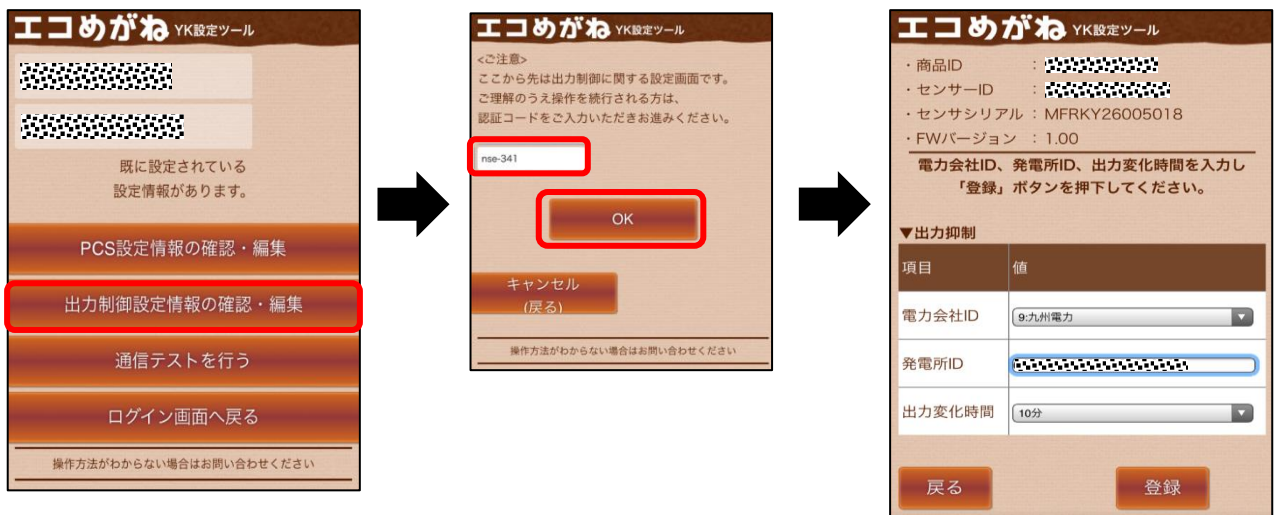 エコめがね YK設定ツール
既に設定されている
設定情報があります。
PCS設定情報の確認・編集
出力制御設定情報の確認・編集
通信テストを行う
ログイン画面へ戻る
操作方法がわからない場合はお問い合わせください
エコめがね YK設定ツール
<ご注意>
ここから先は出力制御に関する設定画面です。
ご理解のうえ操作を続行される方は、
認証コードをご入力いただきお進みください。
nse-341
OK
キャンセル
(戻る)
操作方法がわからない場合はお問い合わせください
エコめがね YK設定ツール
・商品ID :
・センサーID :
・センサシリアル : MFRKY26005018
・FWバージョン : 1.00
電力会社ID、発電所ID、出力変化時間を入力し
「登録」ボタンを押下してください。
▼出力抑制
項目 値
電力会社ID 9:九州電力
発電所ID
出力変化時間 10分
戻る 登録